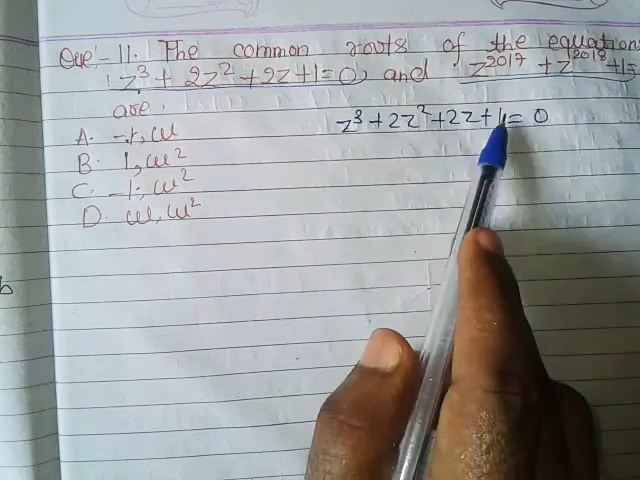 Que:- 11. The common roots of the equations
z³ + 2z² + 2z + 1 = 0, and z²⁰¹⁷ + z²⁰¹⁸ + 1 =
are.
A. -1, ω
B. 1, ω²
C. -1, ω²
D. ω, ω²
z³ + 2z² + 2z + 1 = 0
b